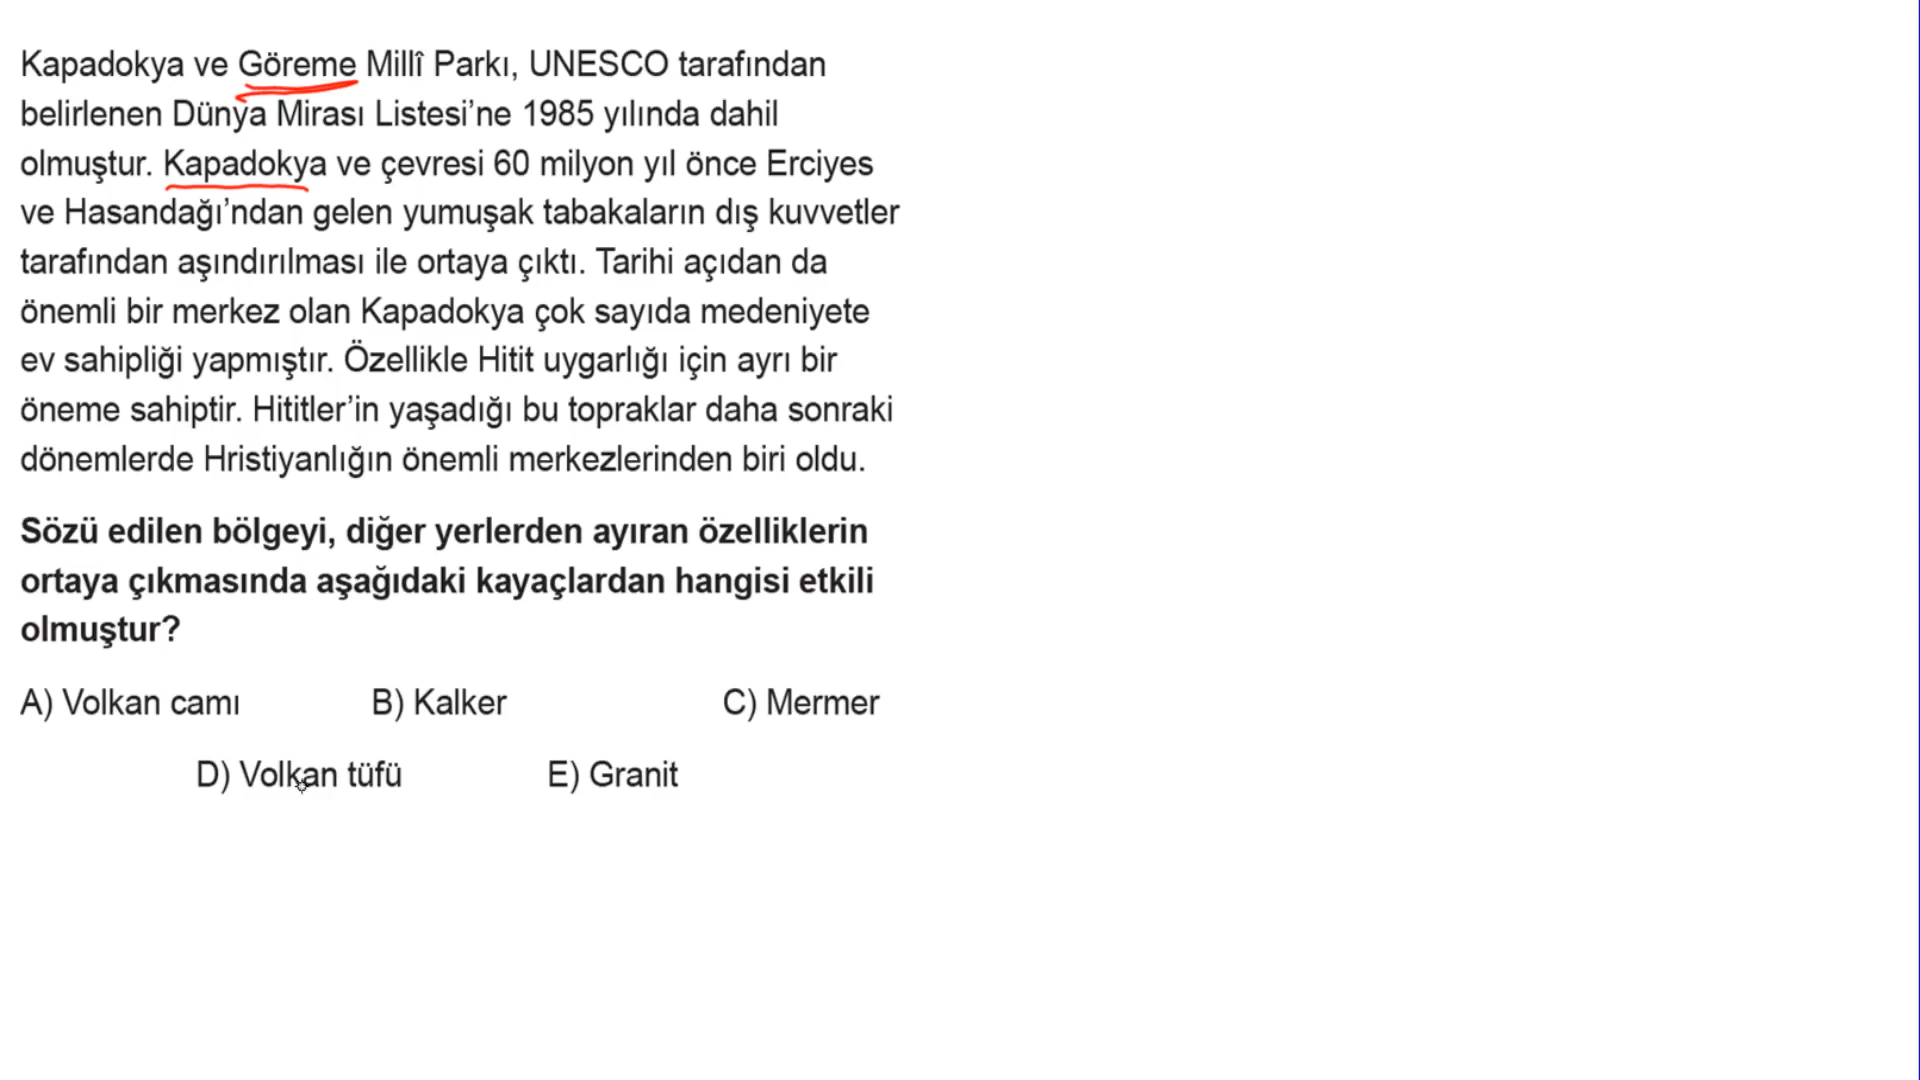 Kapadokya ve Göreme Millî Parkı, UNESCO tarafından
belirlenen Dünya Mirası Listesi’ne 1985 yılında dahil
olmuştur. Kapadokya ve çevresi 60 milyon yıl önce Erciyes
ve Hasandağı’ndan gelen yumuşak tabakaların dış kuvvetler
tarafından aşındırılması ile ortaya çıktı. Tarihi açıdan da
önemli bir merkez olan Kapadokya çok sayıda medeniyete
ev sahipliği yapmıştır. Özellikle Hitit uygarlığı için ayrı bir
öneme sahiptir. Hititler’in yaşadığı bu topraklar daha sonraki
dönemlerde Hristiyanlığın önemli merkezlerinden biri oldu.
Sözü edilen bölgeyi, diğer yerlerden ayıran özelliklerin
ortaya çıkmasında aşağıdaki kayaçlardan hangisi etkili
olmuştur?
A) Volkan camı B) Kalker C) Mermer
D) Volkan tüfü E) Granit